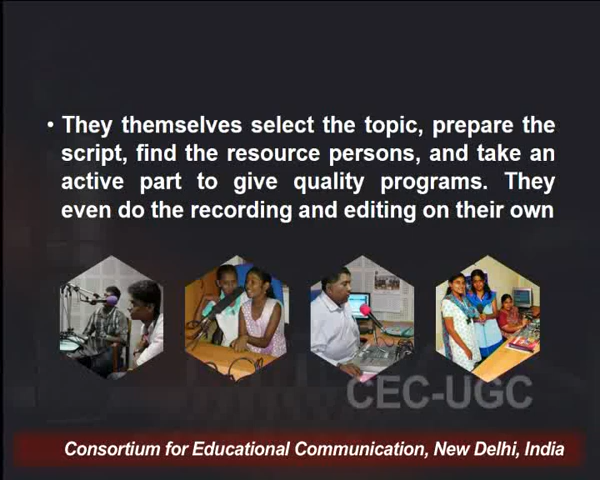 • They themselves select the topic, prepare the
script, find the resource persons, and take an
active part to give quality programs. They
even do the recording and editing on their own
CEC-UGC
Consortium for Educational Communication, New Delhi, India